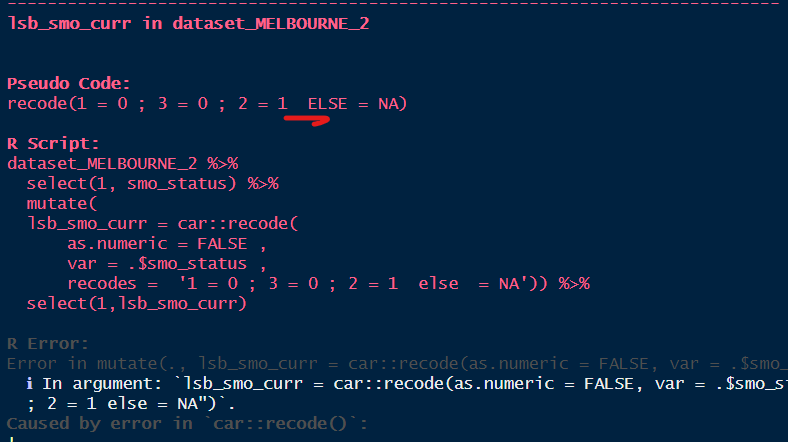 --------------------------------------------------------------------------------
lsb_smo_curr in dataset_MELBOURNE_2
Pseudo Code:
recode(1 = 0 ; 3 = 0 ; 2 = 1  ELSE = NA)
R Script:
dataset_MELBOURNE_2 %>%
  select(1, smo_status) %>%
  mutate(
  lsb_smo_curr = car::recode(
      as.numeric = FALSE ,
      var = .$smo_status ,
      recodes =  '1 = 0 ; 3 = 0 ; 2 = 1  else  = NA')) %>%
  select(1,lsb_smo_curr)
R Error:
Error in mutate(., lsb_smo_curr = car::recode(as.numeric = FALSE, var = .$smo_
  ℹ In argument: `lsb_smo_curr = car::recode(as.numeric = FALSE, var = .$smo_st
  ; 2 = 1 else = NA")`.
Caused by error in `car::recode()`: